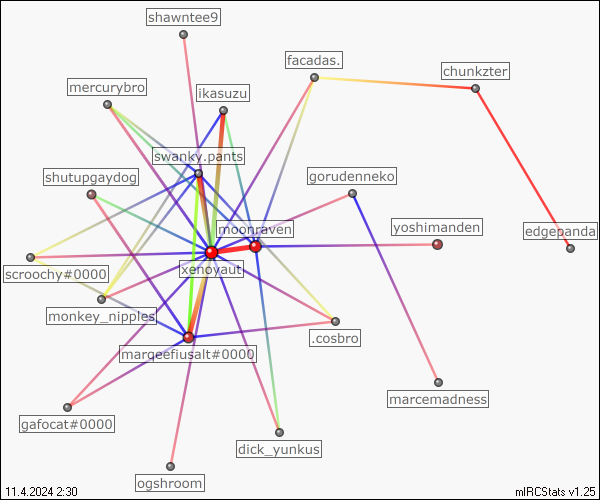 shawntee9
facadas.
chunkzter
mercurybro
ikasuzu
swanky.pants
shutupgaydog
gorudenneko
moonraven
yoshimanden
edgepanda
xenoyaut
scroochy#0000
monkey_nipples
marqeefiusalt#0000
.cosbro
marcemadness
gafocat#0000
dick_yunkus
ogshroom
11.4.2024 2:30
mIRCStats v1.25